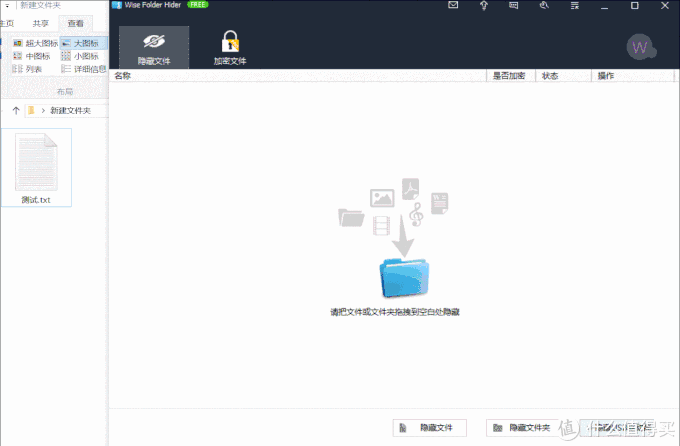 新建文件夹
Wise Folder Hider FREE
主页 共享 查看
超大图标 大图标
中图标 小图标
列表 详细信息
布局
新建文件夹
测试.txt
隐藏文件 加密文件
W
名称 是否加密 状态 操作
请把文件或文件夹拖拽到空白处隐藏
隐藏文件 隐藏文件夹
值 什么值得买